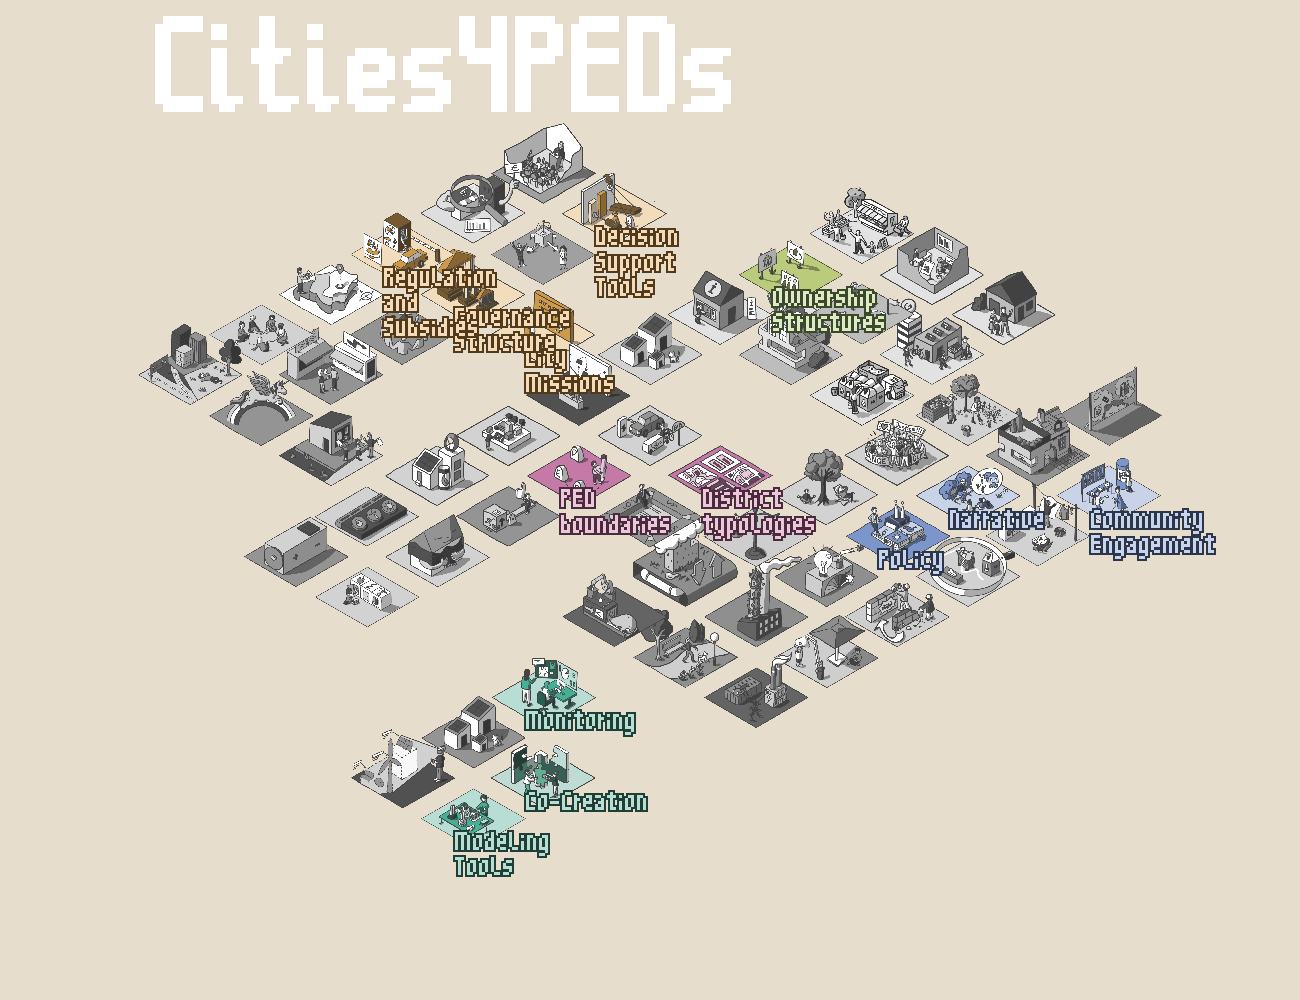 Cities4PEDs
Decision
Support
Tools
Regulation
and
Subsidies
Governance
Structure
City
Missions
Ownership
Structures
PED
boundaries
District
typologies
Narrative
Policy
Community
Engagement
Monitoring
Co-Creation
Modeling
Tools